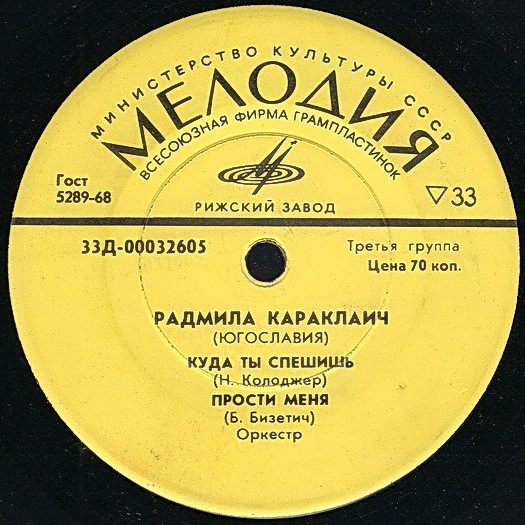 МИНИСТЕРСТВО КУЛЬТУРЫ СССР
МЕЛОДИЯ
ВСЕСОЮЗНАЯ ФИРМА ГРАМПЛАСТИНОК
Гост
5289-68
▽33
РИЖСКИЙ ЗАВОД
33Д-00032605
Третья группа
Цена 70 коп.
РАДМИЛА КАРАКЛАИЧ
(ЮГОСЛАВИЯ)
КУДА ТЫ СПЕШИШЬ
(Н. Колоджер)
ПРОСТИ МЕНЯ
(Б. Бизетич)
Оркестр